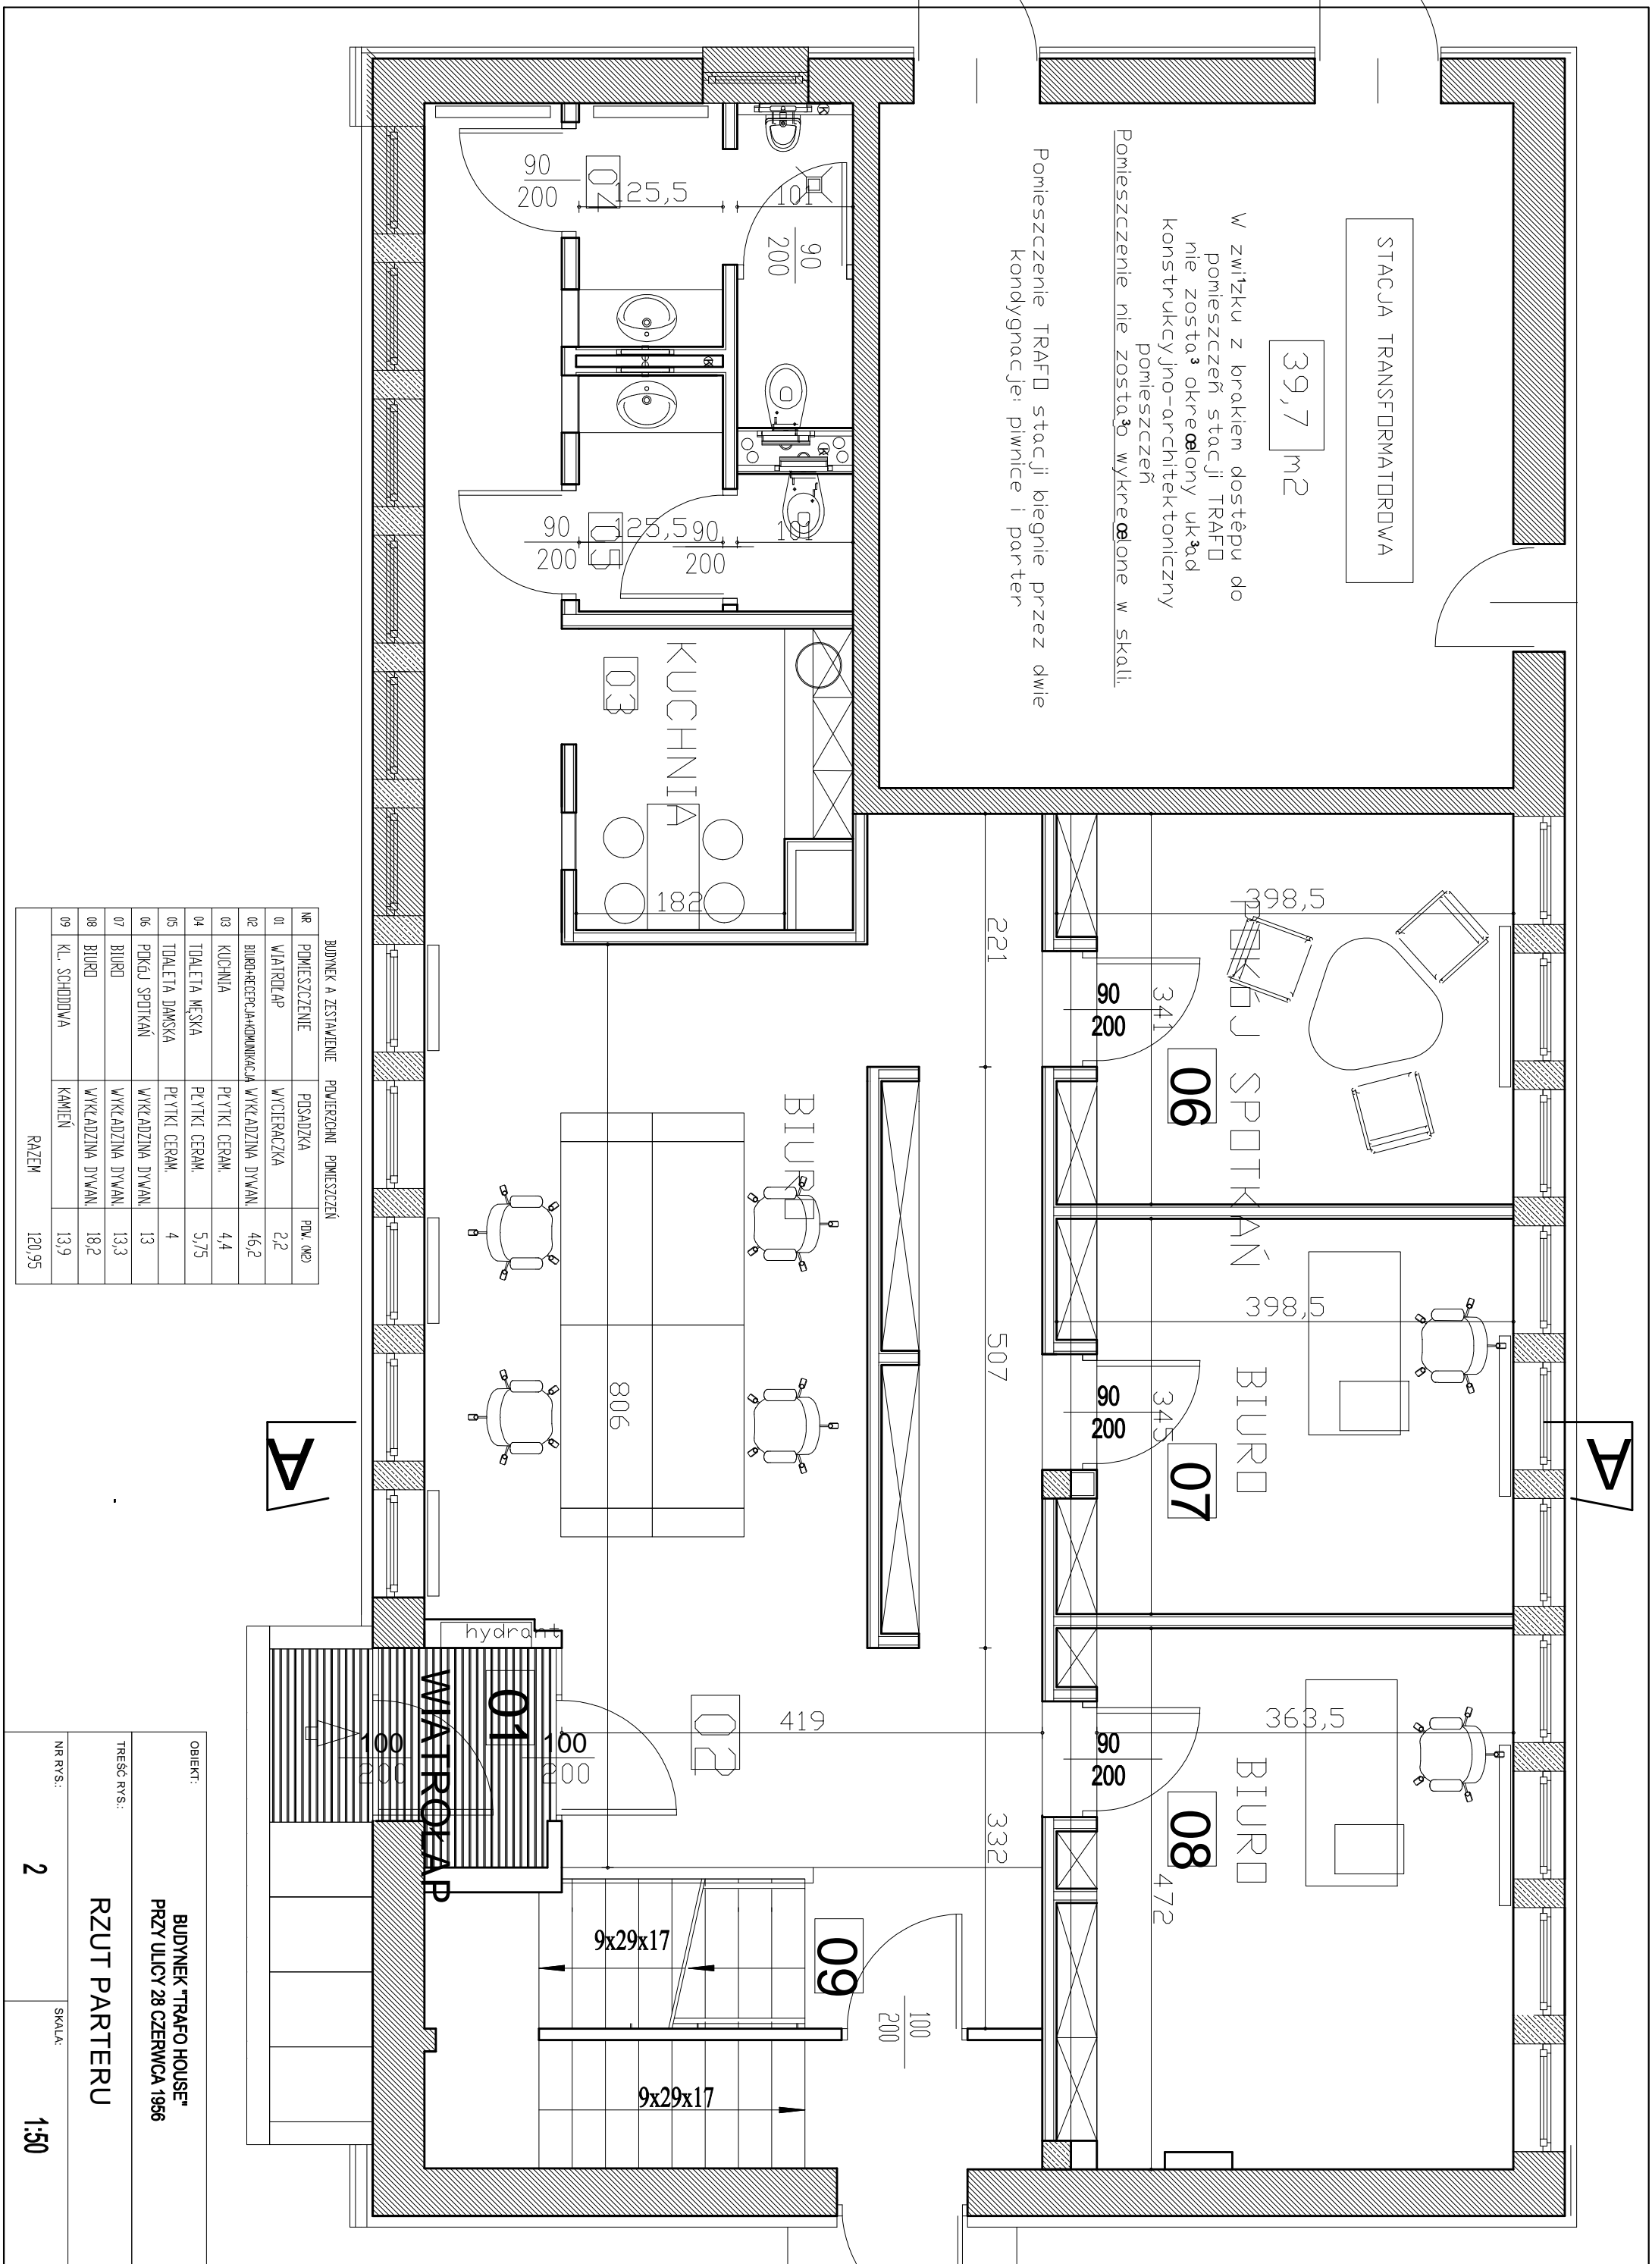 STACJA TRANSFORMATOROWA
39,7 m2
W zwi¹zku z brakiem dostêpu do
pomieszczeń stacji TRAFO
nie zosta³ okreœlony uk³ad
konstrukcyjno-architektoniczny
pomieszczeń
Pomieszczenie nie zosta³o wykreœlone w skali.
Pomieszczenie TRAFO stacji biegnie przez dwie
kondygnacje: piwnice i parter
A
398,5
POKÓJ SPOTKAŃ
06
341
90
200
398,5
BIURO
07
345
90
200
363,5
BIURO
08
472
90
200
221
507
332
101
90
200
125,5
04
90
200
101
90
200
125,5
05
90
200
KUCHNIA
03
182
BIURO
806
419
02
100
200
09
9x29x17
9x29x17
hydrant
01
WIATROŁAP
100
200
100
200
A
BUDYNEK A ZESTAWIENIE POWIERZCHNI POMIESZCZEŃ
NR POMIESZCZENIE POSADZKA POW. (M2)
01 WIATROŁAP WYCIERACZKA 2,2
02 BIURO+RECEPCJA+KOMUNIKACJA WYKŁADZINA DYWAN. 46,2
03 KUCHNIA PŁYTKI CERAM. 4,4
04 TOALETA MĘSKA PŁYTKI CERAM. 5,75
05 TOALETA DAMSKA PŁYTKI CERAM. 4
06 POKÓJ SPOTKAŃ WYKŁADZINA DYWAN. 13
07 BIURO WYKŁADZINA DYWAN. 13,3
08 BIURO WYKŁADZINA DYWAN. 18,2
09 KL. SCHODOWA KAMIEŃ 13,9
RAZEM 120,95
OBIEKT:
BUDYNEK "TRAFO HOUSE"
PRZY ULICY 28 CZERWCA 1956
TREŚĆ RYS.:
RZUT PARTERU
NR RYS.:
2
SKALA:
1:50